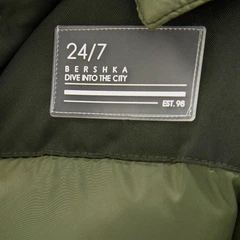 24/7
BERSHKA
DIVE INTO THE CITY
EST. 98